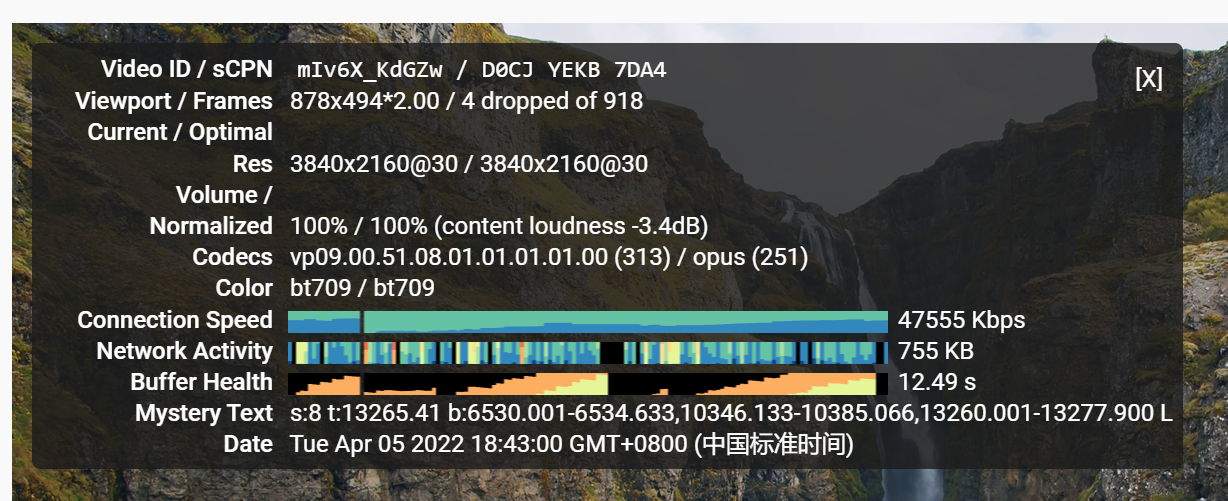 Video ID / sCPN mIv6X_KdGZw / D0CJ YEKB 7DA4
[X]
Viewport / Frames 878x494*2.00 / 4 dropped of 918
Current / Optimal
Res 3840x2160@30 / 3840x2160@30
Volume /
Normalized 100% / 100% (content loudness -3.4dB)
Codecs vp09.00.51.08.01.01.01.01.00 (313) / opus (251)
Color bt709 / bt709
Connection Speed 47555 Kbps
Network Activity 755 KB
Buffer Health 12.49 s
Mystery Text s:8 t:13265.41 b:6530.001-6534.633,10346.133-10385.066,13260.001-13277.900 L
Date Tue Apr 05 2022 18:43:00 GMT+0800 (中国标准时间)